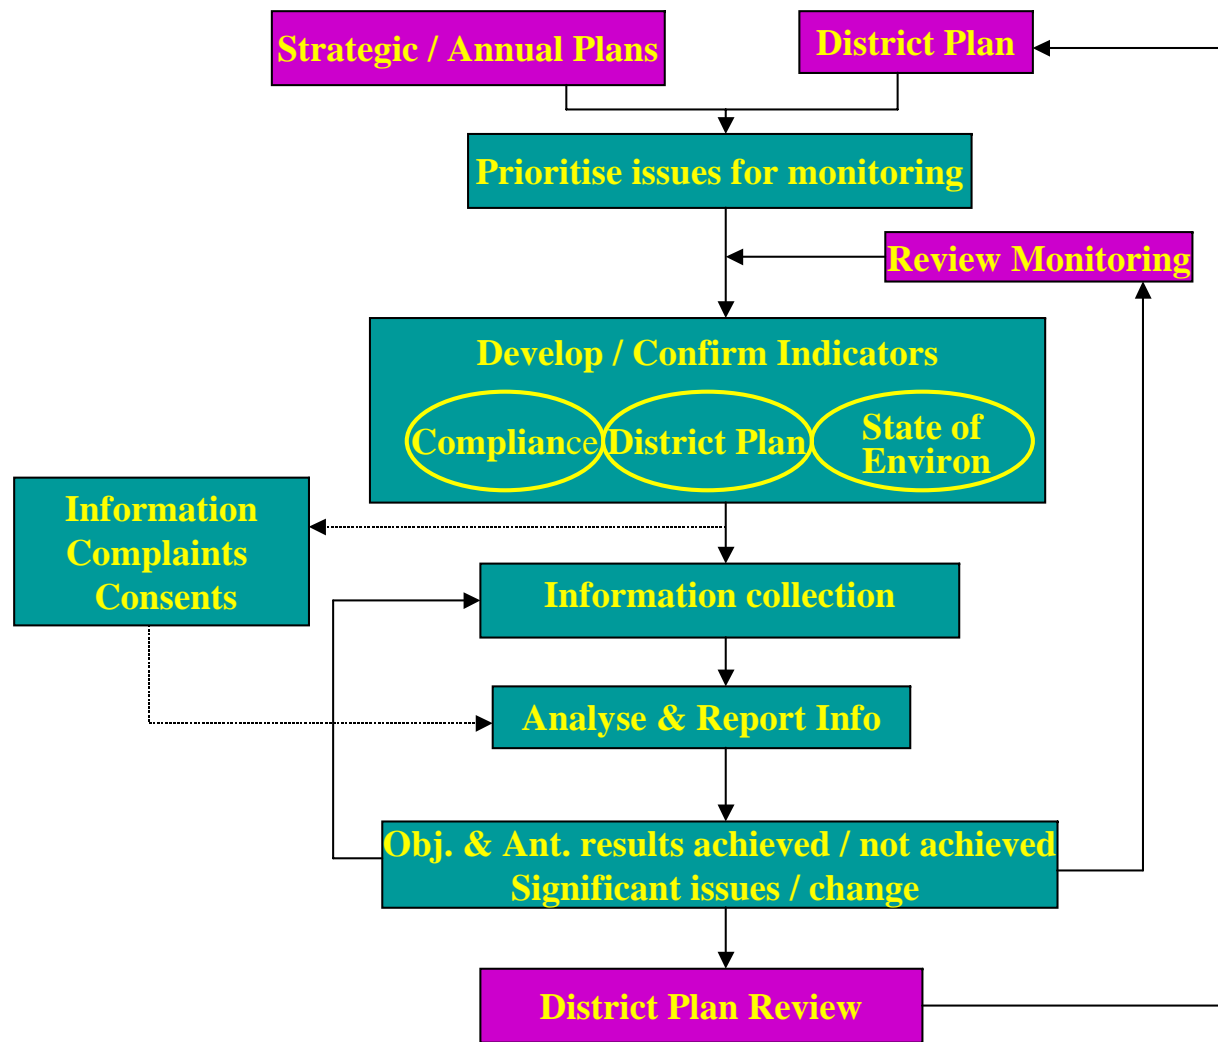 Strategic / Annual Plans
District Plan
Prioritise issues for monitoring
Review Monitoring
Develop / Confirm Indicators
Compliance
District Plan
State of
Environ
Information
Complaints
Consents
Information collection
Analyse & Report Info
Obj. & Ant. results achieved / not achieved
Significant issues / change
District Plan Review